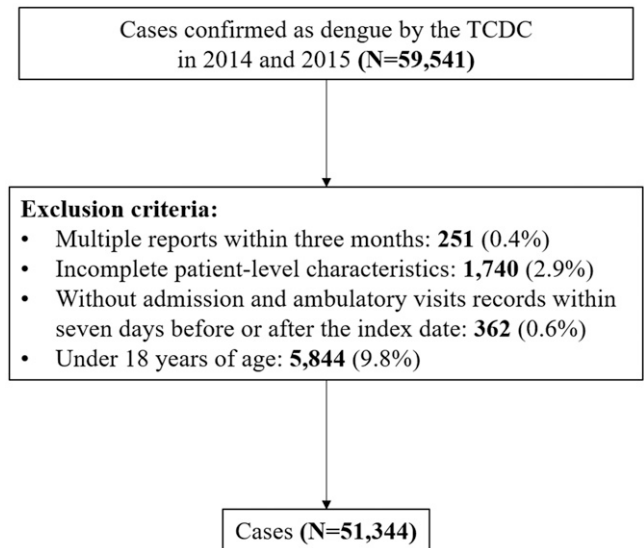 Cases confirmed as dengue by the TCDC
in 2014 and 2015 (N=59,541)
Exclusion criteria:
• Multiple reports within three months: 251 (0.4%)
• Incomplete patient-level characteristics: 1,740 (2.9%)
• Without admission and ambulatory visits records within
seven days before or after the index date: 362 (0.6%)
• Under 18 years of age: 5,844 (9.8%)
Cases (N=51,344)